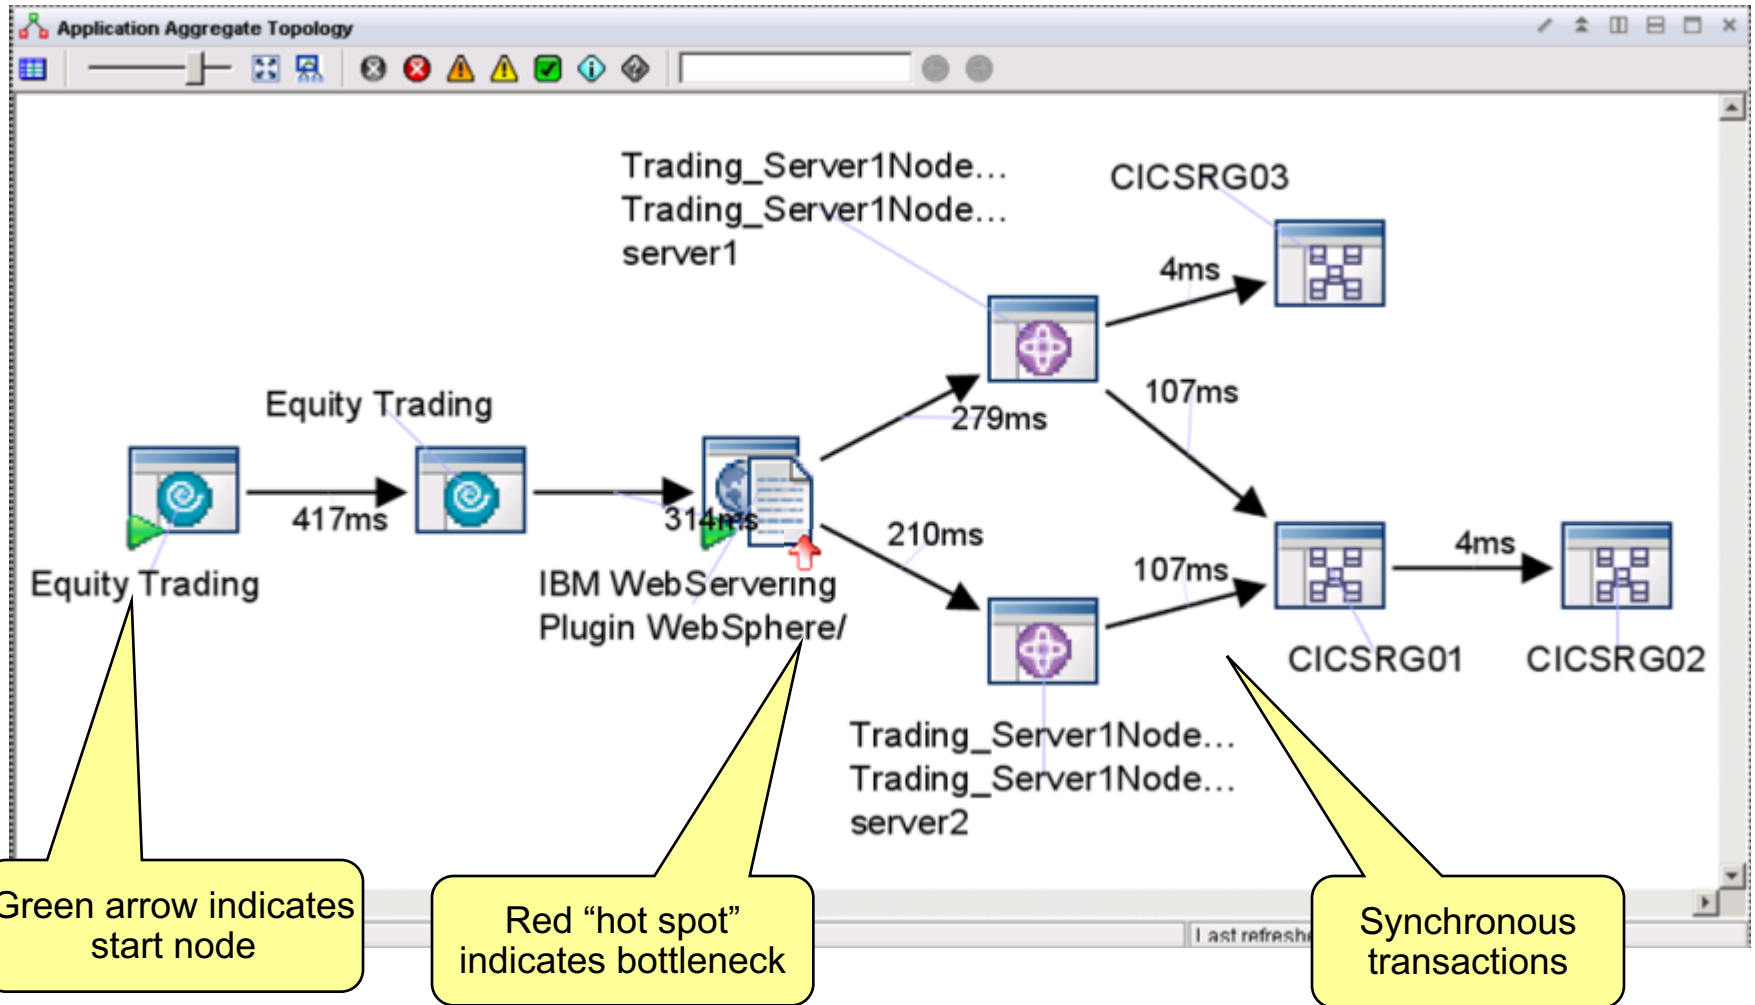 Application Aggregate Topology
Trading_Server1Node...
Trading_Server1Node...
server1
CICSRG03
4ms
107ms
279ms
Equity Trading
417ms
314ms
Equity Trading
IBM WebServering
Plugin WebSphere/
210ms
107ms
4ms
CICSRG01
CICSRG02
Trading_Server1Node...
Trading_Server1Node...
server2
Green arrow indicates
start node
Red “hot spot”
indicates bottleneck
Synchronous
transactions
Last